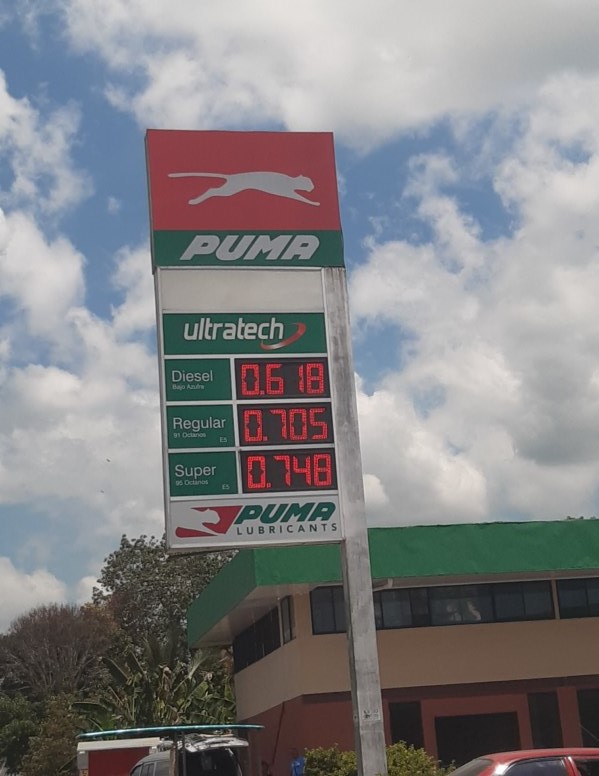 PUMA
ultratech
Diesel 0.618
Bajo Azufre
Regular 0.705
91 Octanos E5
Super 0.748
95 Octanos E5
PUMA
LUBRICANTS